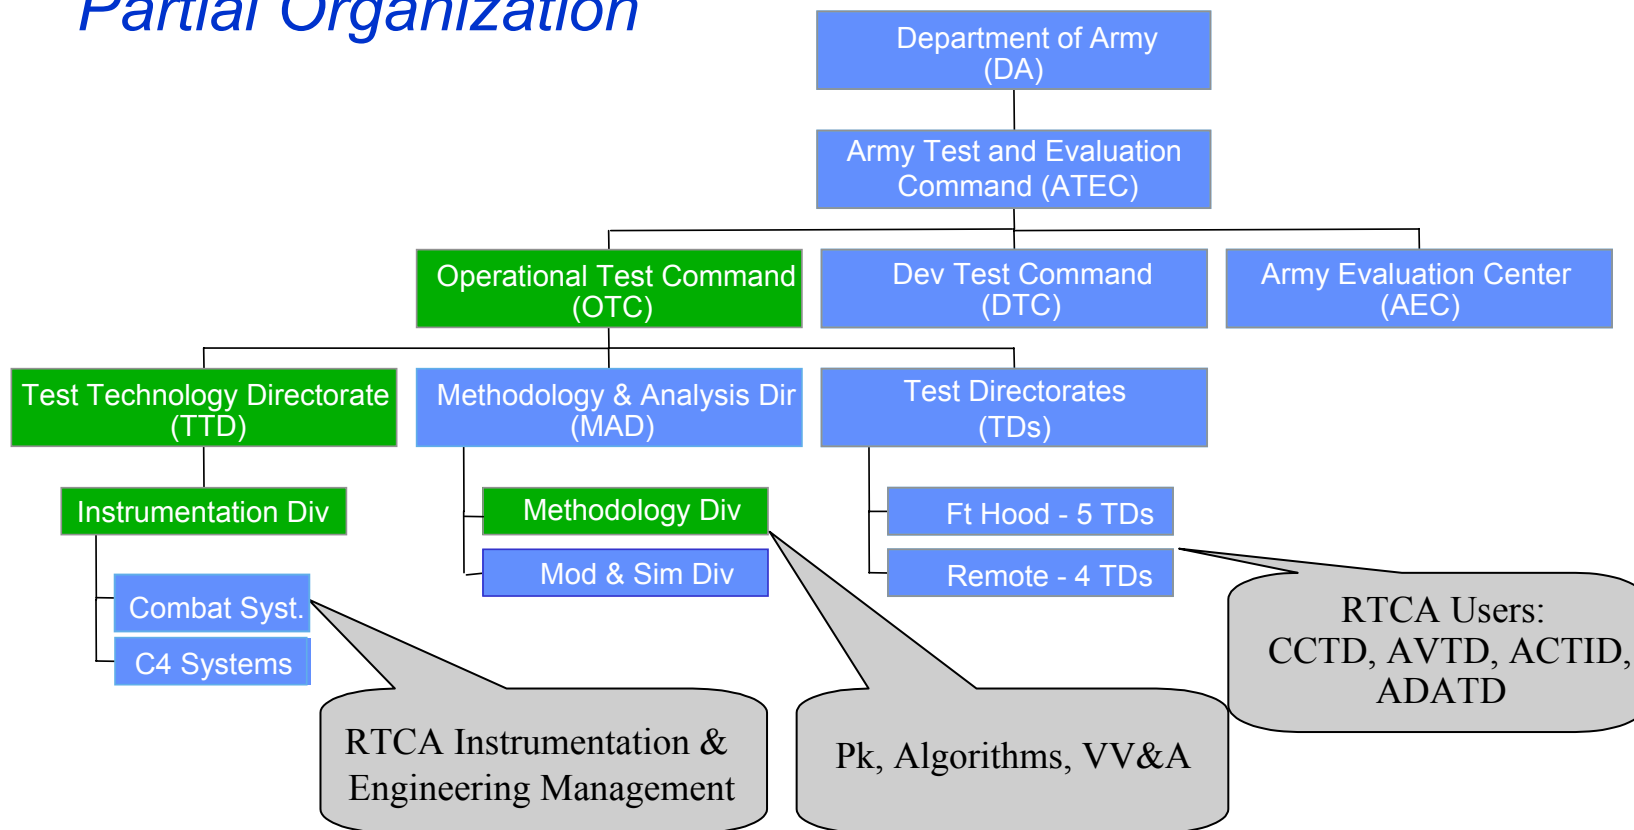 Partial Organization
Department of Army
(DA)
Army Test and Evaluation
Command (ATEC)
Operational Test Command
(OTC)
Dev Test Command
(DTC)
Army Evaluation Center
(AEC)
Test Technology Directorate
(TTD)
Methodology & Analysis Dir
(MAD)
Test Directorates
(TDs)
Instrumentation Div
Methodology Div
Ft Hood - 5 TDs
Mod & Sim Div
Remote - 4 TDs
Combat Syst.
C4 Systems
RTCA Users:
CCTD, AVTD, ACTID,
ADATD
RTCA Instrumentation &
Engineering Management
Pk, Algorithms, VV&A